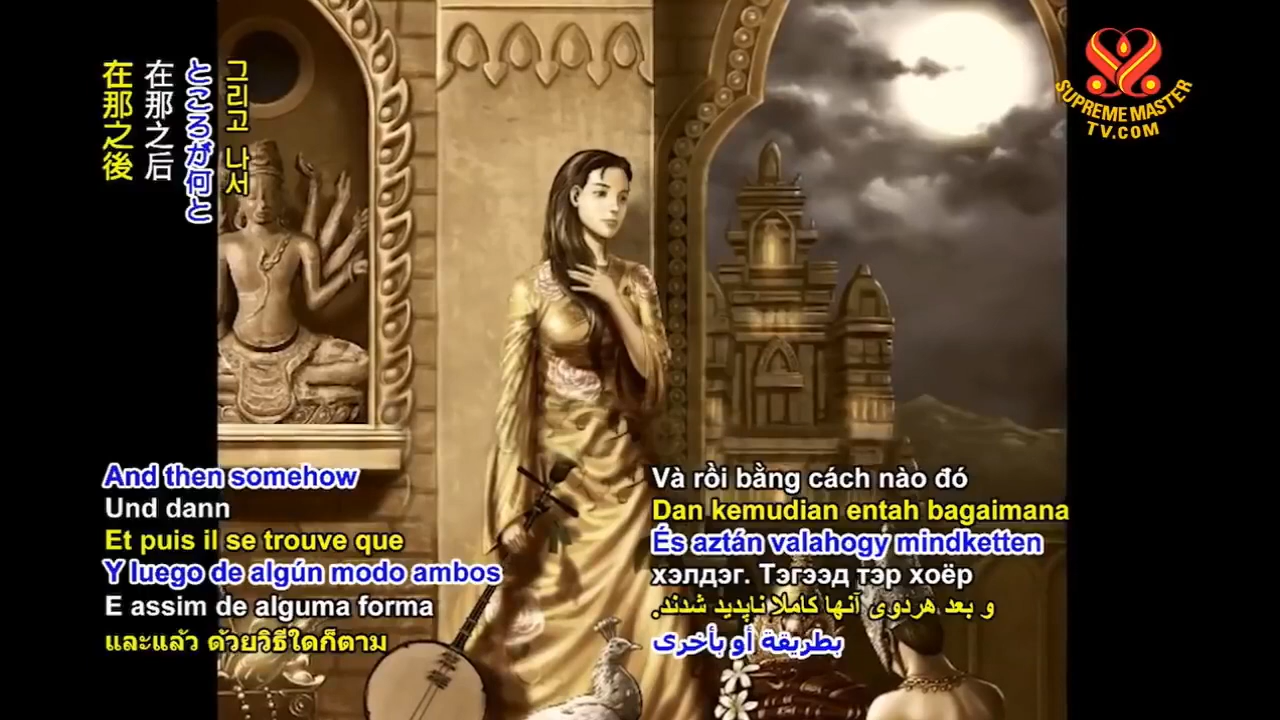 在那之後
在那之后
ところが何と
그리고 나서
SUPREME MASTER
TV.COM
And then somehow
Und dann
Et puis il se trouve que
Y luego de algún modo ambos
E assim de alguma forma
และแล้ว ด้วยวิธีใดก็ตาม
Và rồi bằng cách nào đó
Dan kemudian entah bagaimana
És aztán valahogy mindketten
хэлдэг. Тэгээд тэр хоёр
و بعد هردوی آنها کاملا ناپدید شدند.
بطريقة أو بأخرى